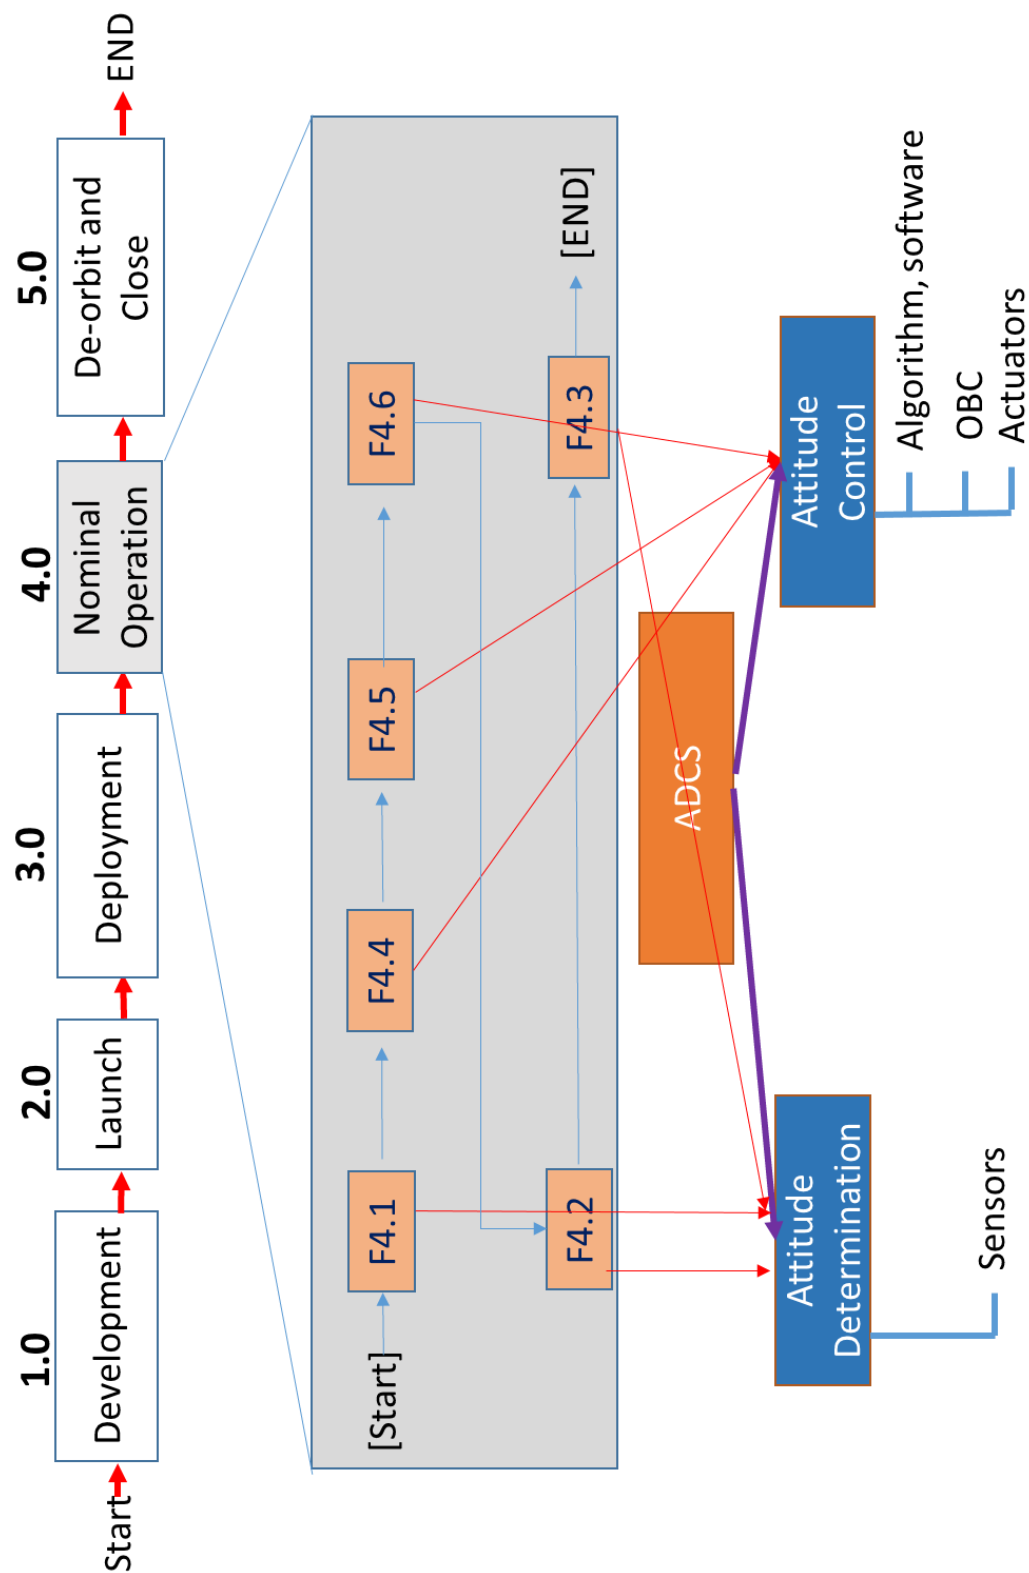 1.0
2.0
3.0
4.0
5.0
Start
Development
Launch
Deployment
Nominal
Operation
De-orbit and
Close
END
[Start]
F4.1
F4.4
F4.5
F4.6
F4.2
F4.3
[END]
ADCS
Attitude
Determination
Attitude
Control
Sensors
Algorithm, software
OBC
Actuators